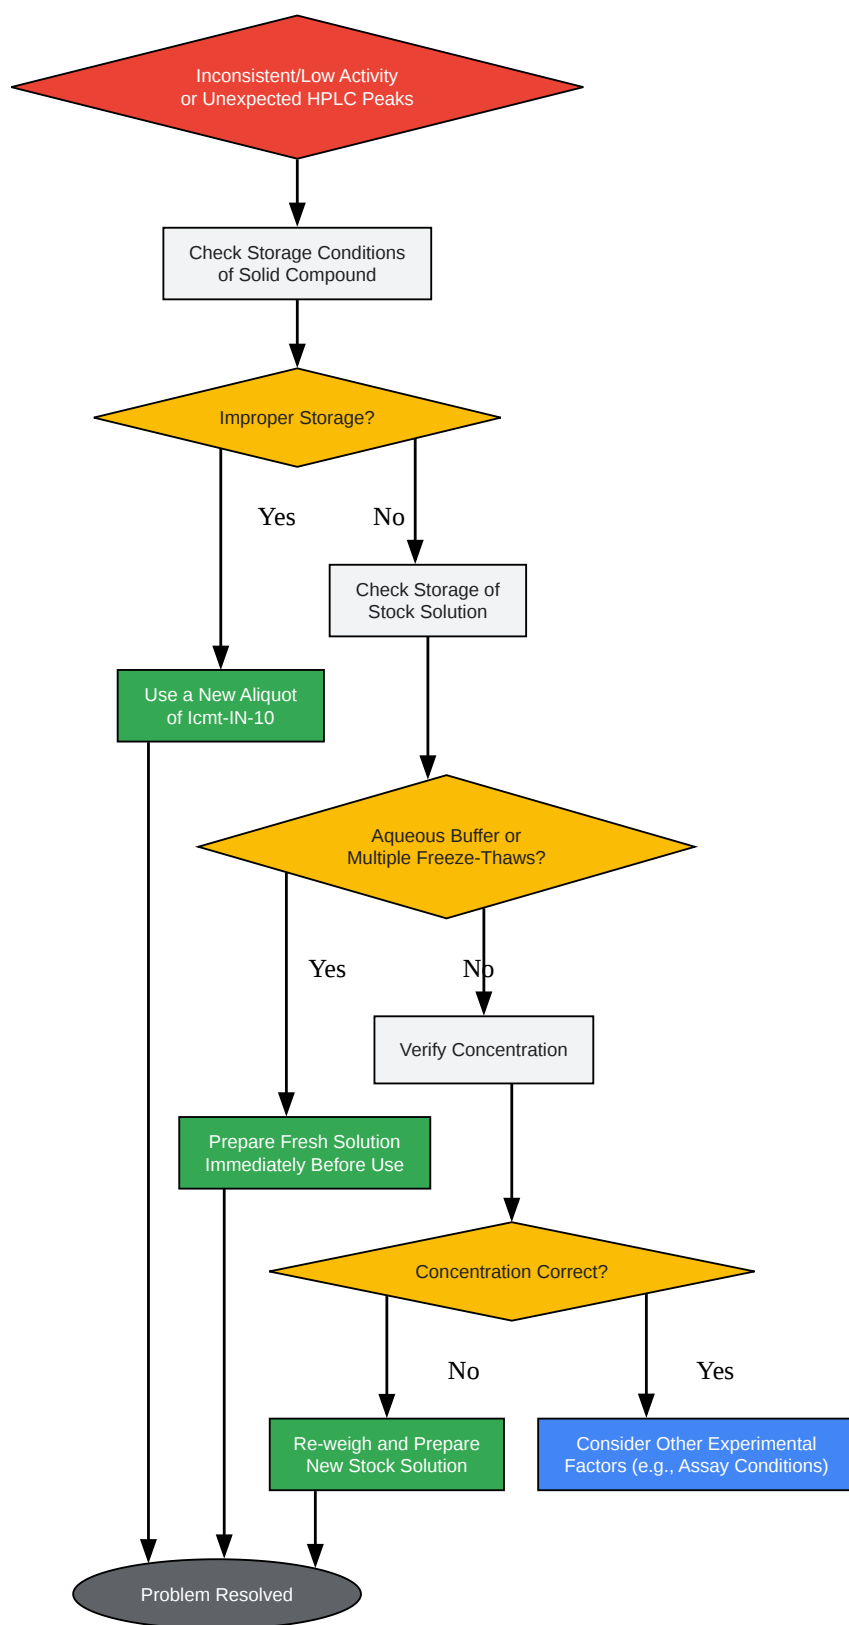 Inconsistent/Low Activity
or Unexpected HPLC Peaks
Check Storage Conditions
of Solid Compound
Improper Storage?
Yes
No
Check Storage of
Stock Solution
Use a New Aliquot
of Icmt-IN-10
Aqueous Buffer or
Multiple Freeze-Thaws?
Yes
No
Verify Concentration
Prepare Fresh Solution
Immediately Before Use
Concentration Correct?
No
Yes
Re-weigh and Prepare
New Stock Solution
Consider Other Experimental
Factors (e.g., Assay Conditions)
Problem Resolved